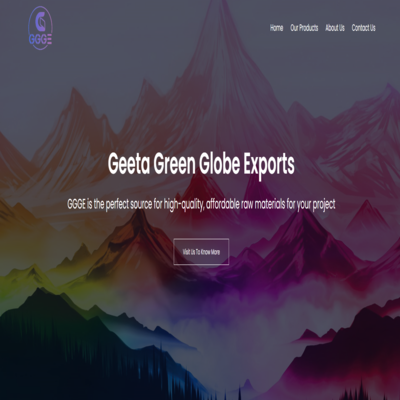 GGGE
Home Our Products About Us Contact Us
Geeta Green Globe Exports
GGGE is the perfect source for high-quality, affordable raw materials for your project
Visit Us To Know More